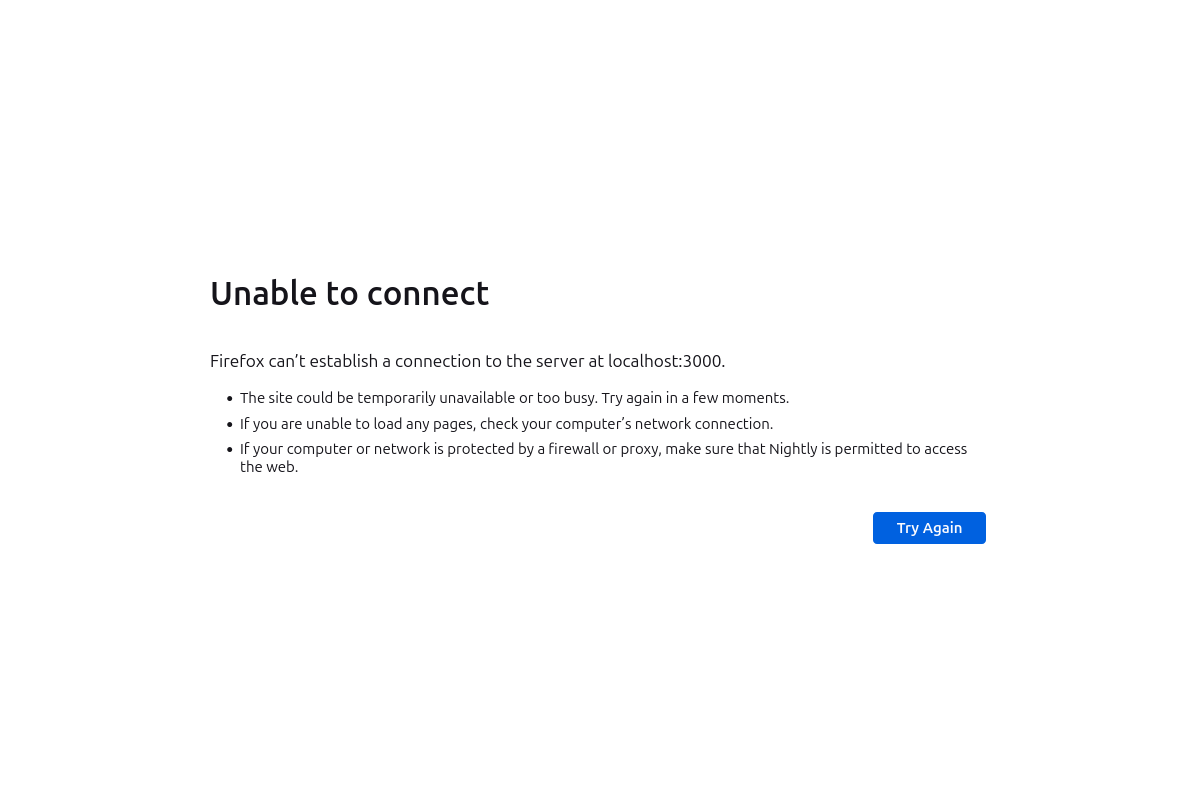 Unable to connect
Firefox can’t establish a connection to the server at localhost:3000.
• The site could be temporarily unavailable or too busy. Try again in a few moments.
• If you are unable to load any pages, check your computer’s network connection.
• If your computer or network is protected by a firewall or proxy, make sure that Nightly is permitted to access
the web.
Try Again